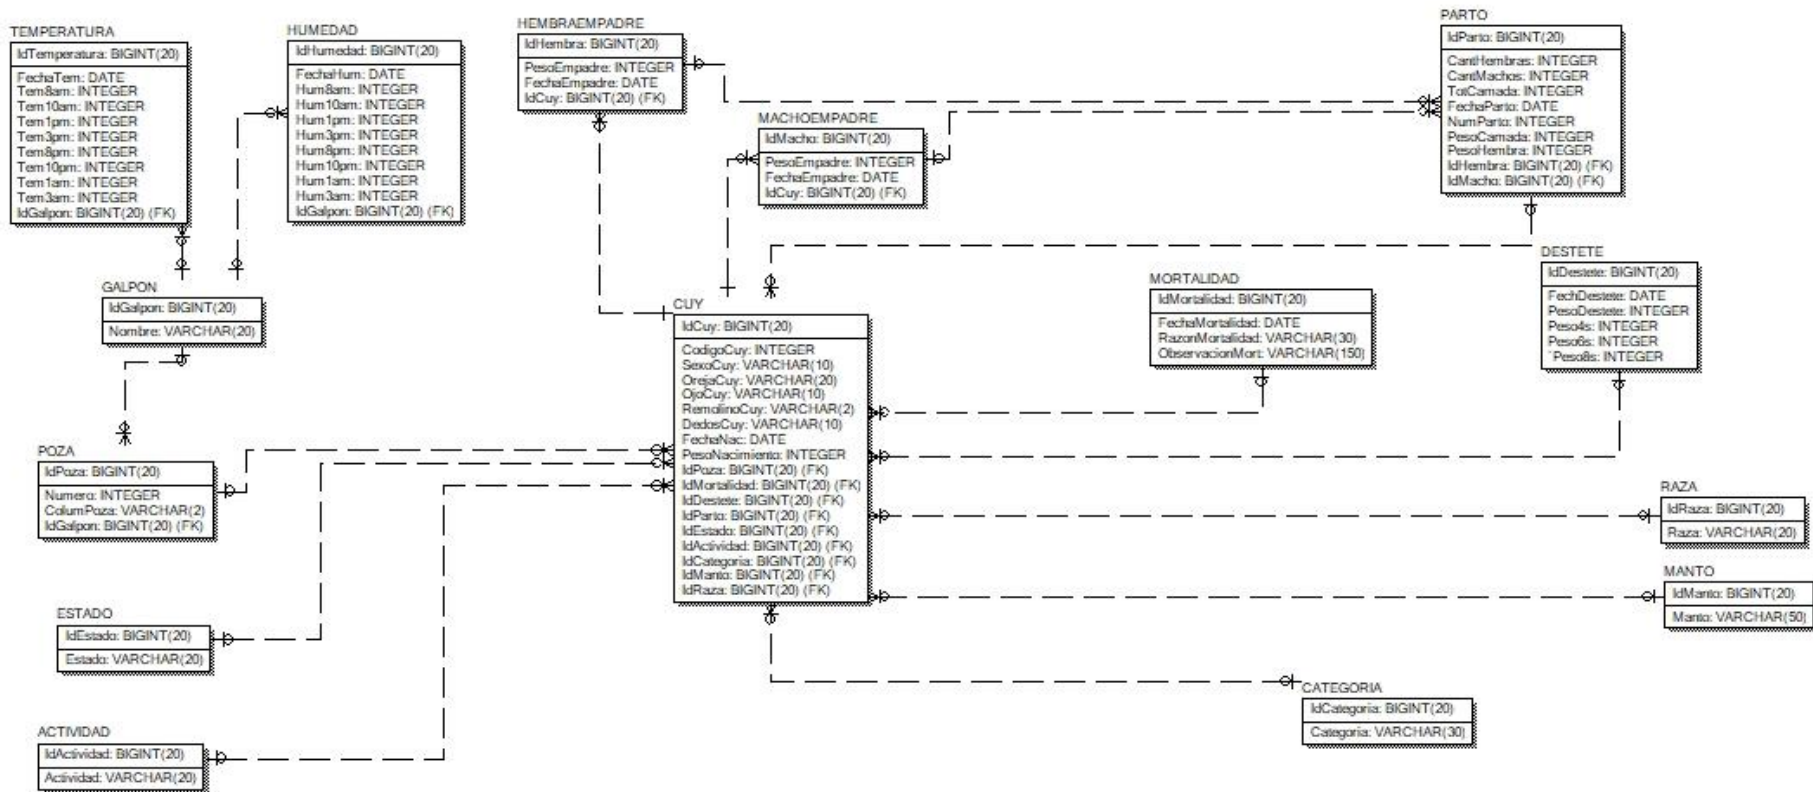 TEMPERATURA
IdTemperatura: BIGINT(20)
FechaTem: DATE
Tem8am: INTEGER
Tem10am: INTEGER
Tem1pm: INTEGER
Tem3pm: INTEGER
Tem8pm: INTEGER
Tem10pm: INTEGER
Tem1am: INTEGER
Tem3am: INTEGER
IdGalpon: BIGINT(20) (FK)
HUMEDAD
IdHumedad: BIGINT(20)
FechaHum: DATE
Hum8am: INTEGER
Hum10am: INTEGER
Hum1pm: INTEGER
Hum3pm: INTEGER
Hum8pm: INTEGER
Hum10pm: INTEGER
Hum1am: INTEGER
Hum3am: INTEGER
IdGalpon: BIGINT(20) (FK)
HEMBRAEMPADRE
IdHembra: BIGINT(20)
PesoEmpadre: INTEGER
FechaEmpadre: DATE
IdCuy: BIGINT(20) (FK)
MACHOEMPADRE
IdMacho: BIGINT(20)
PesoEmpadre: INTEGER
FechaEmpadre: DATE
IdCuy: BIGINT(20) (FK)
PARTO
IdParto: BIGINT(20)
CantHembras: INTEGER
CantMachos: INTEGER
TotCamada: INTEGER
FechaParto: DATE
NumParto: INTEGER
PesoCamada: INTEGER
PesoHembra: INTEGER
IdHembra: BIGINT(20) (FK)
IdMacho: BIGINT(20) (FK)
GALPON
IdGalpon: BIGINT(20)
Nombre: VARCHAR(20)
CUY
IdCuy: BIGINT(20)
CodigoCuy: INTEGER
SexoCuy: VARCHAR(10)
OrejaCuy: VARCHAR(20)
OjoCuy: VARCHAR(10)
RemolinoCuy: VARCHAR(2)
DedosCuy: VARCHAR(10)
FechaNac: DATE
PesoNacimiento: INTEGER
IdPoza: BIGINT(20) (FK)
IdMortalidad: BIGINT(20) (FK)
IdDestete: BIGINT(20) (FK)
IdParto: BIGINT(20) (FK)
IdEstado: BIGINT(20) (FK)
IdActividad: BIGINT(20) (FK)
IdCategoria: BIGINT(20) (FK)
IdManto: BIGINT(20) (FK)
IdRaza: BIGINT(20) (FK)
MORTALIDAD
IdMortalidad: BIGINT(20)
FechaMortalidad: DATE
RazonMortalidad: VARCHAR(30)
ObservacionMort: VARCHAR(150)
DESTETE
IdDestete: BIGINT(20)
FechDestete: DATE
PesoDestete: INTEGER
Peso4s: INTEGER
Peso6s: INTEGER
`Peso8s: INTEGER
POZA
IdPoza: BIGINT(20)
Numero: INTEGER
ColumPoza: VARCHAR(2)
IdGalpon: BIGINT(20) (FK)
RAZA
IdRaza: BIGINT(20)
Raza: VARCHAR(20)
MANTO
IdManto: BIGINT(20)
Manto: VARCHAR(50)
ESTADO
IdEstado: BIGINT(20)
Estado: VARCHAR(20)
CATEGORIA
IdCategoria: BIGINT(20)
Categoria: VARCHAR(30)
ACTIVIDAD
IdActividad: BIGINT(20)
Actividad: VARCHAR(20)